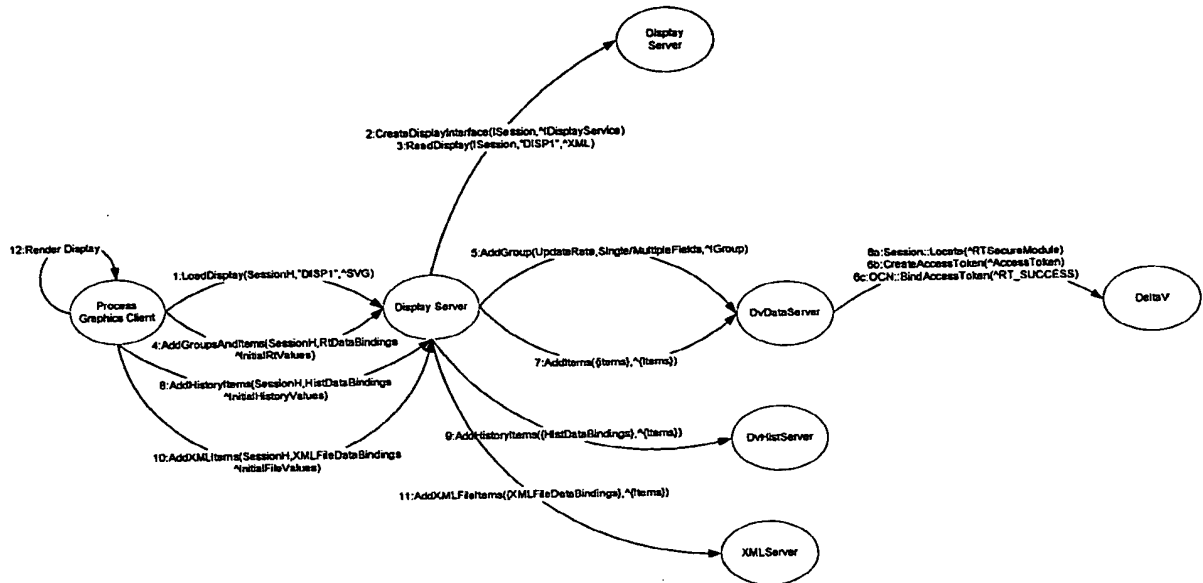 Display
Server
2:CreateDisplayInterface(ISession,^IDisplayService)
3:ReadDisplay(ISession,"DISP1",^XML)
12:Render Display
1:LoadDisplay(SessionH,"DISP1",^SVG)
5:AddGroup(UpdateRate,Single/MultipleFields,^IGroup)
6a:Session::Locate(^RTSecureModule)
6b:CreateAccessToken(^AccessToken)
6c:OCN::BindAccessToken(^RT_SUCCESS)
Process
Graphics Client
Display Server
DvDataServer
DeltaV
4:AddGroupsAndItems(SessionH,RtDataBindings
^InitialRtValues)
7:AddItems({items},^{Items})
8:AddHistoryItems(SessionH,HistDataBindings
^InitialHistoryValues)
9:AddHistoryItems({HistDataBindings},^{Items})
DvHistServer
10:AddXMLItems(SessionH,XMLFileDataBindings
^InitialFileValues)
11:AddXMLFileItems({XMLFileDataBindings},^{Items})
XMLServer